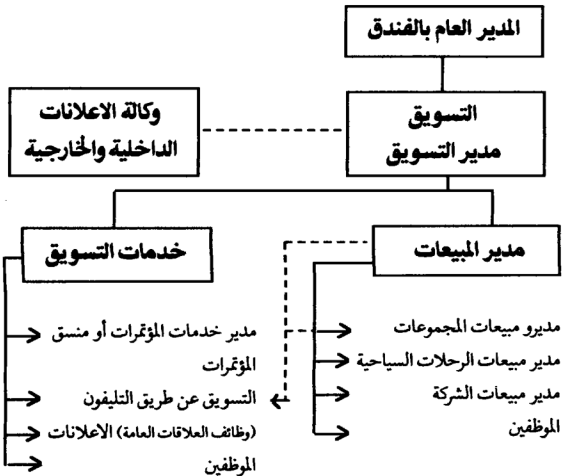 المدير العام بالفندق
التسويق
مدير التسويق
وكالة الاعلانات
الداخلية والخارجية
مدير المبيعات
خدمات التسويق
مديرو مبيعات المجموعات
مدير مبيعات الرحلات السياحية
مدير مبيعات الشركة
الموظفين
مدير خدمات المؤتمرات أو منسق
المؤتمرات
التسويق عن طريق التليفون
(وظائف العلاقات العامة) الاعلانات
الموظفين